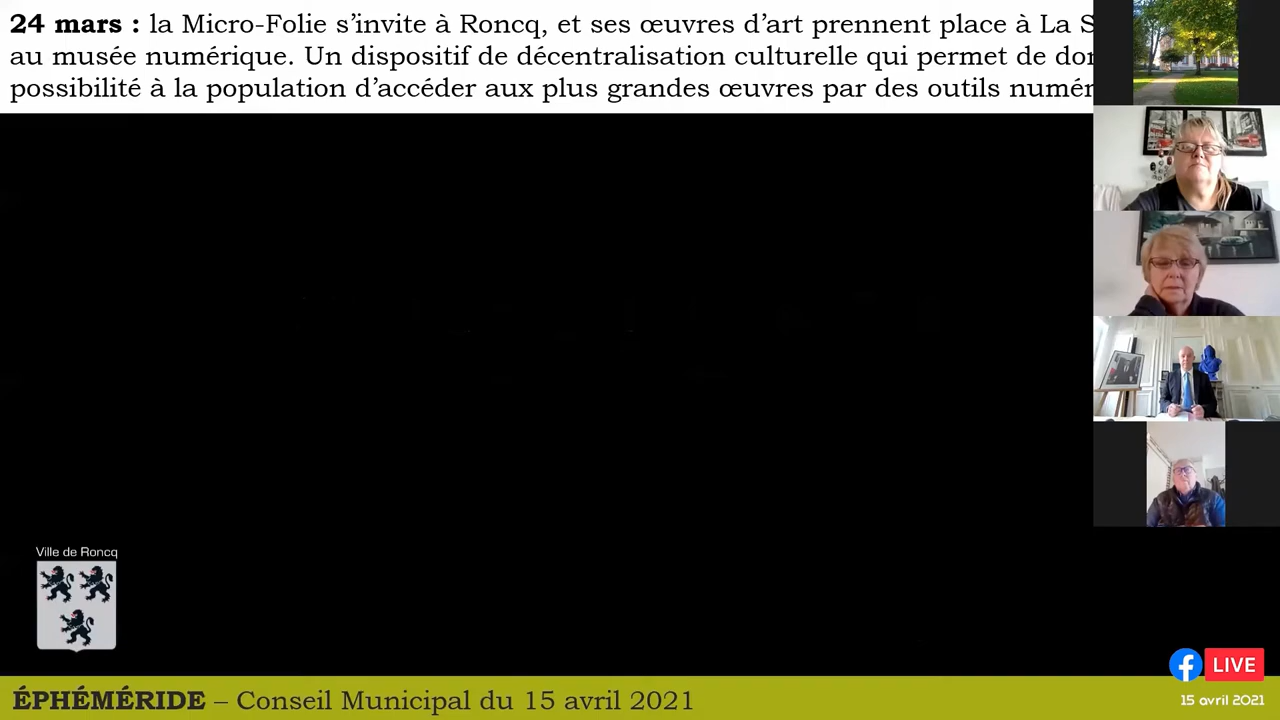 24 mars : la Micro-Folie s’invite à Roncq, et ses œuvres d’art prennent place à La
au musée numérique. Un dispositif de décentralisation culturelle qui permet de
possibilité à la population d’accéder aux plus grandes œuvres par des outils
Ville de Roncq
LIVE
ÉPHÉMÉRIDE – Conseil Municipal du 15 avril 2021
15 avril 2021